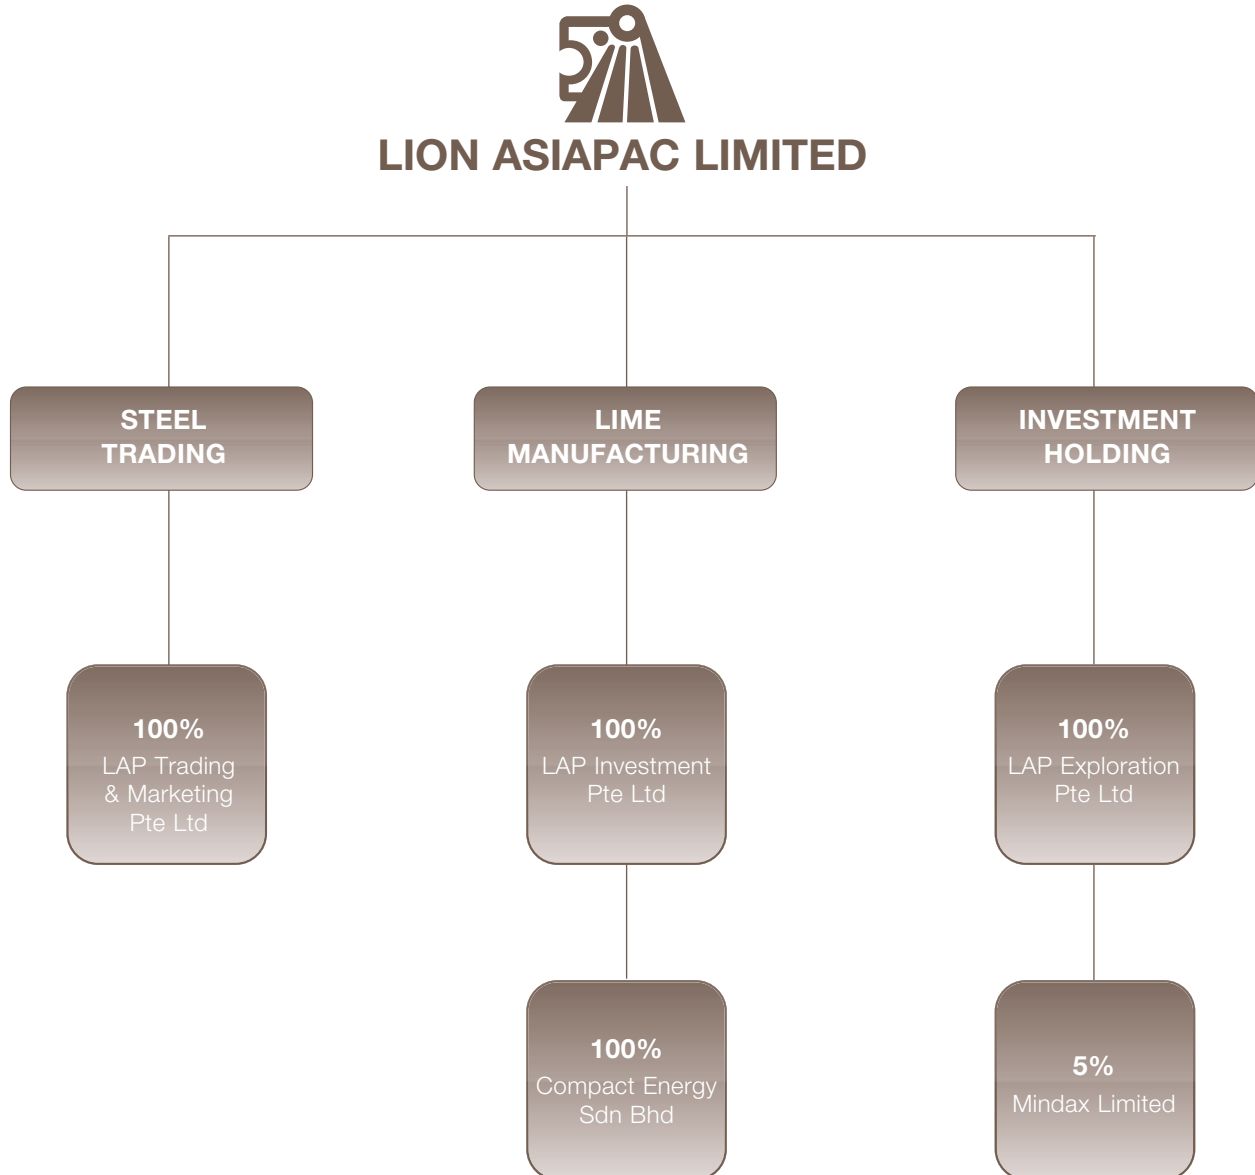 LION ASIAPAC LIMITED
STEEL
TRADING
LIME
MANUFACTURING
INVESTMENT
HOLDING
100%
LAP Trading
& Marketing
Pte Ltd
100%
LAP Investment
Pte Ltd
100%
LAP Exploration
Pte Ltd
100%
Compact Energy
Sdn Bhd
5%
Mindax Limited